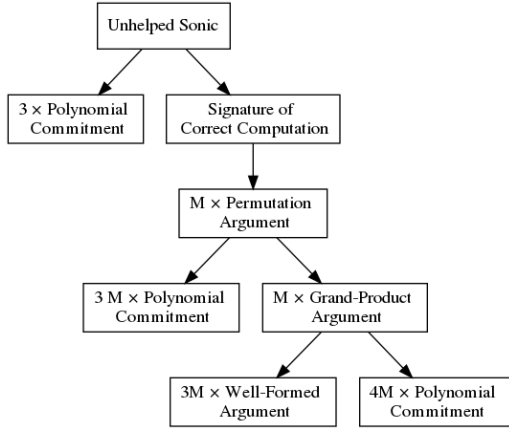 Unhelped Sonic
3 × Polynomial
Commitment
Signature of
Correct Computation
M × Permutation
Argument
3 M × Polynomial
Commitment
M × Grand-Product
Argument
3M × Well-Formed
Argument
4M × Polynomial
Commitment